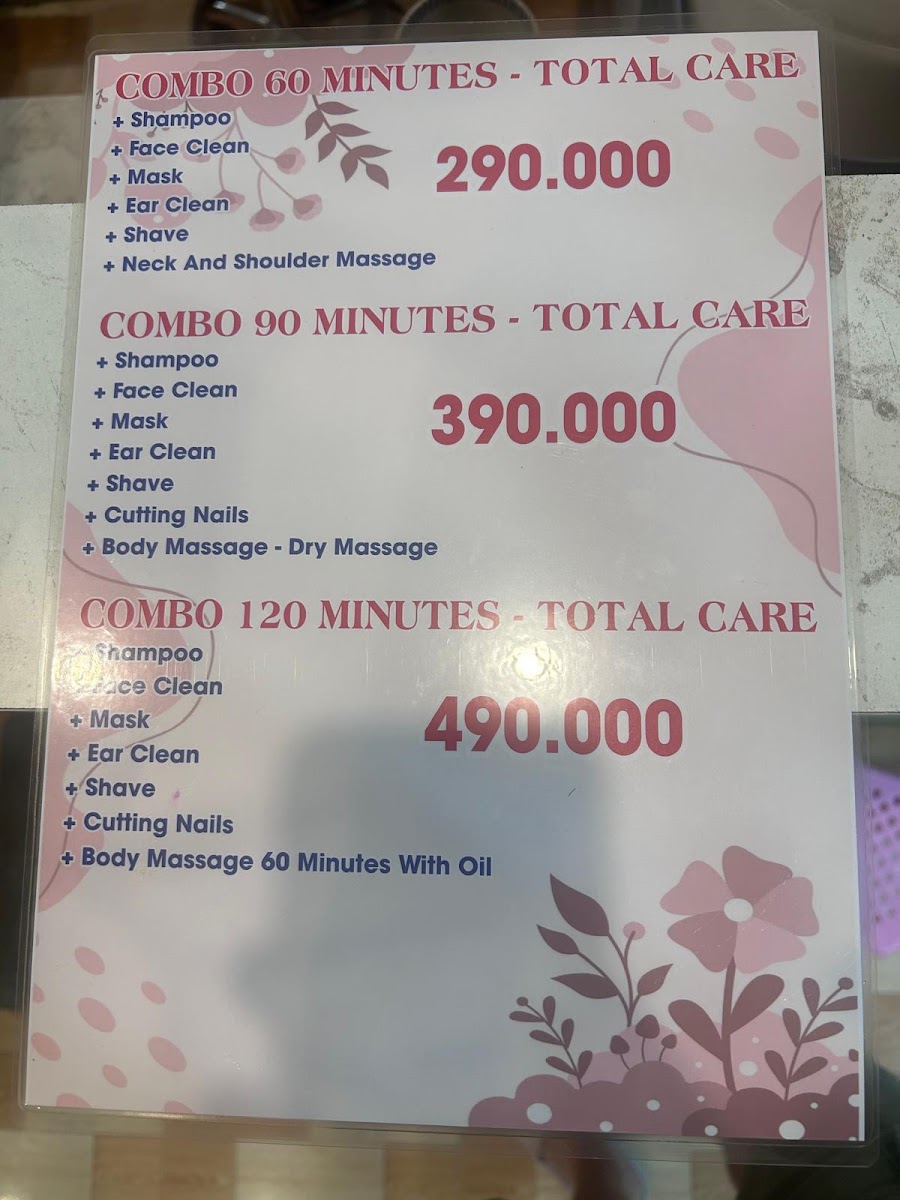 COMBO 60 MINUTES - TOTAL CARE
+ Shampoo
+ Face Clean
+ Mask
+ Ear Clean
+ Shave
+ Neck And Shoulder Massage
290.000
COMBO 90 MINUTES - TOTAL CARE
+ Shampoo
+ Face Clean
+ Mask
+ Ear Clean
+ Shave
+ Cutting Nails
+ Body Massage - Dry Massage
390.000
COMBO 120 MINUTES - TOTAL CARE
+ Shampoo
+ Face Clean
+ Mask
+ Ear Clean
+ Shave
+ Cutting Nails
+ Body Massage 60 Minutes With Oil
490.000